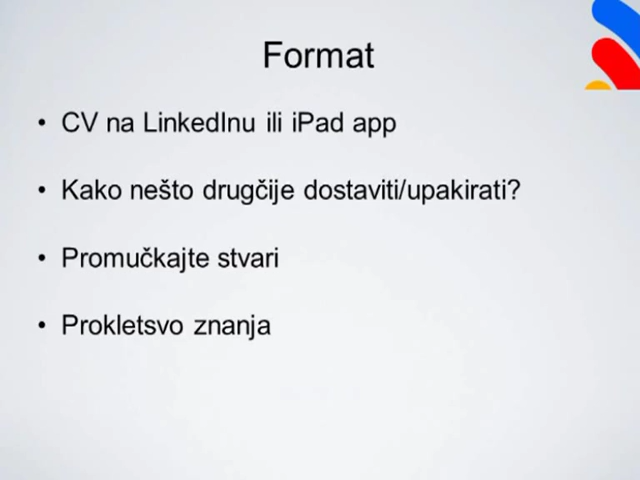 Format
• CV na LinkedInu ili iPad app
• Kako nešto drugčije dostaviti/upakirati?
• Promučkajte stvari
• Prokletsvo znanja